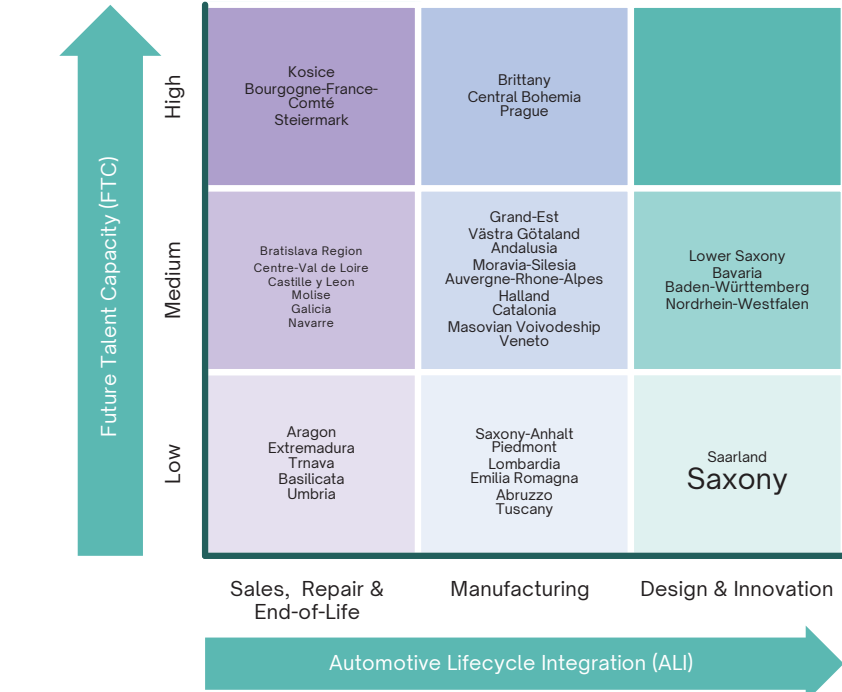 Future Talent Capacity (FTC)
High
Kosice
Bourgogne-France-
Comté
Steiermark
Brittany
Central Bohemia
Prague
Medium
Bratislava Region
Centre-Val de Loire
Castille y Leon
Molise
Galicia
Navarre
Grand-Est
Västra Götaland
Andalusia
Moravia-Silesia
Auvergne-Rhone-Alpes
Halland
Catalonia
Masovian Voivodeship
Veneto
Lower Saxony
Bavaria
Baden-Württemberg
Nordrhein-Westfalen
Low
Aragon
Extremadura
Trnava
Basilicata
Umbria
Saxony-Anhalt
Piedmont
Lombardia
Emilia Romagna
Abruzzo
Tuscany
Saarland
Saxony
Sales, Repair &
End-of-Life
Manufacturing
Design & Innovation
Automotive Lifecycle Integration (ALI)